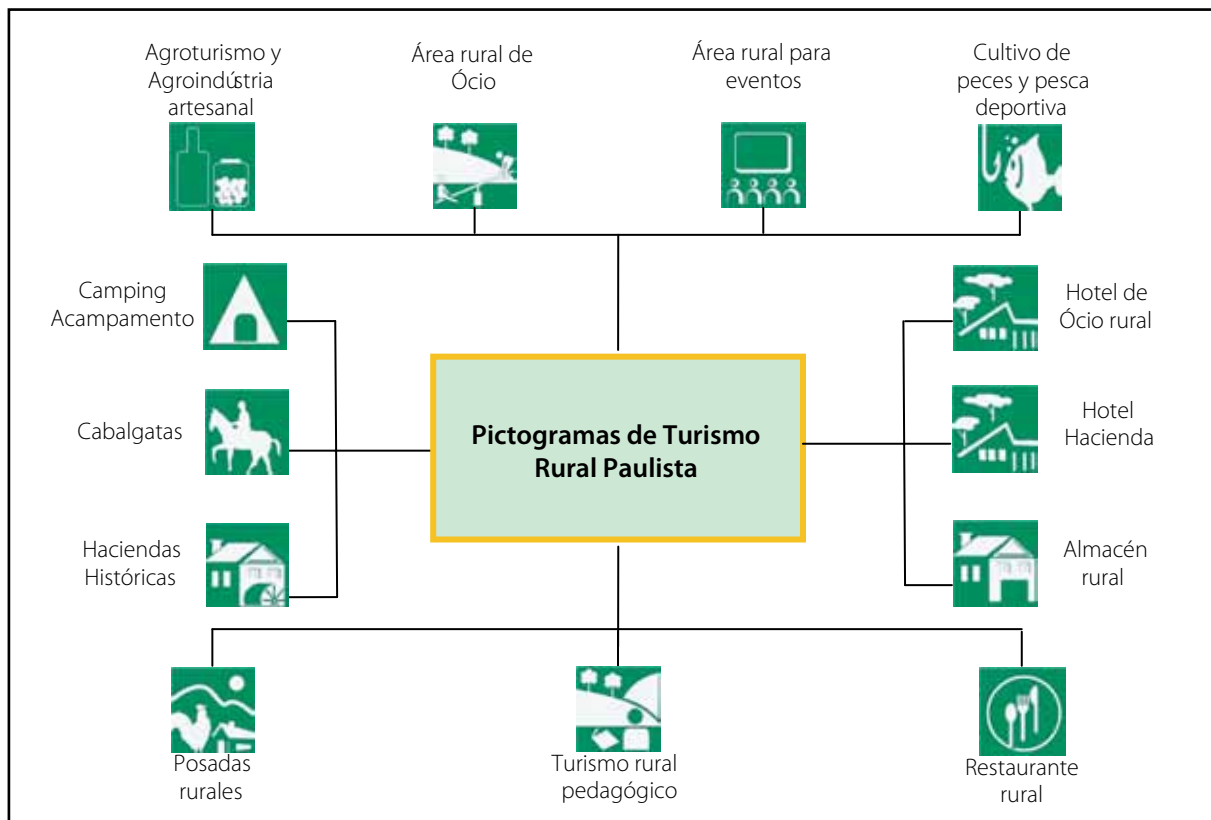 Agroturismo y
Agroindústria
artesanal
Área rural de
Ócio
Área rural para
eventos
Cultivo de
peces y pesca
deportiva
Camping
Acampamento
Hotel de
Ócio rural
Cabalgatas
Pictogramas de Turismo
Rural Paulista
Hotel
Hacienda
Haciendas
Históricas
Almacén
rural
Posadas
rurales
Turismo rural
pedagógico
Restaurante
rural